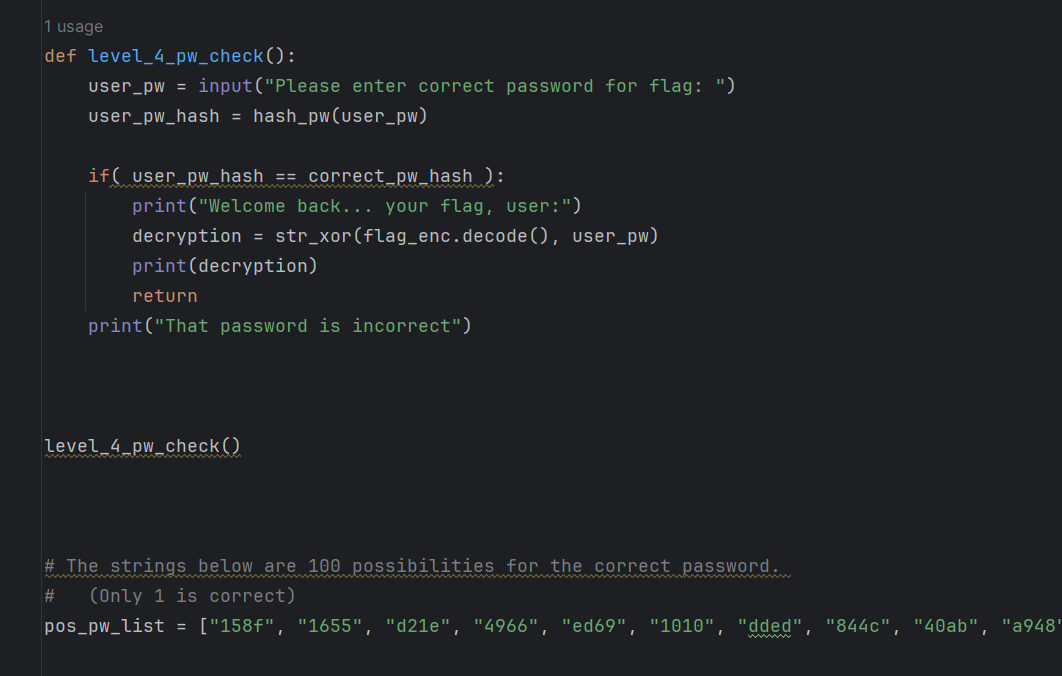 1 usage
def level_4_pw_check():
    user_pw = input("Please enter correct password for flag: ")
    user_pw_hash = hash_pw(user_pw)
    if( user_pw_hash == correct_pw_hash ):
        print("Welcome back... your flag, user:")
        decryption = str_xor(flag_enc.decode(), user_pw)
        print(decryption)
        return
    print("That password is incorrect")
level_4_pw_check()
# The strings below are 100 possibilities for the correct password.
#   (Only 1 is correct)
pos_pw_list = ["158f", "1655", "d21e", "4966", "ed69", "1010", "dded", "844c", "40ab", "a948"